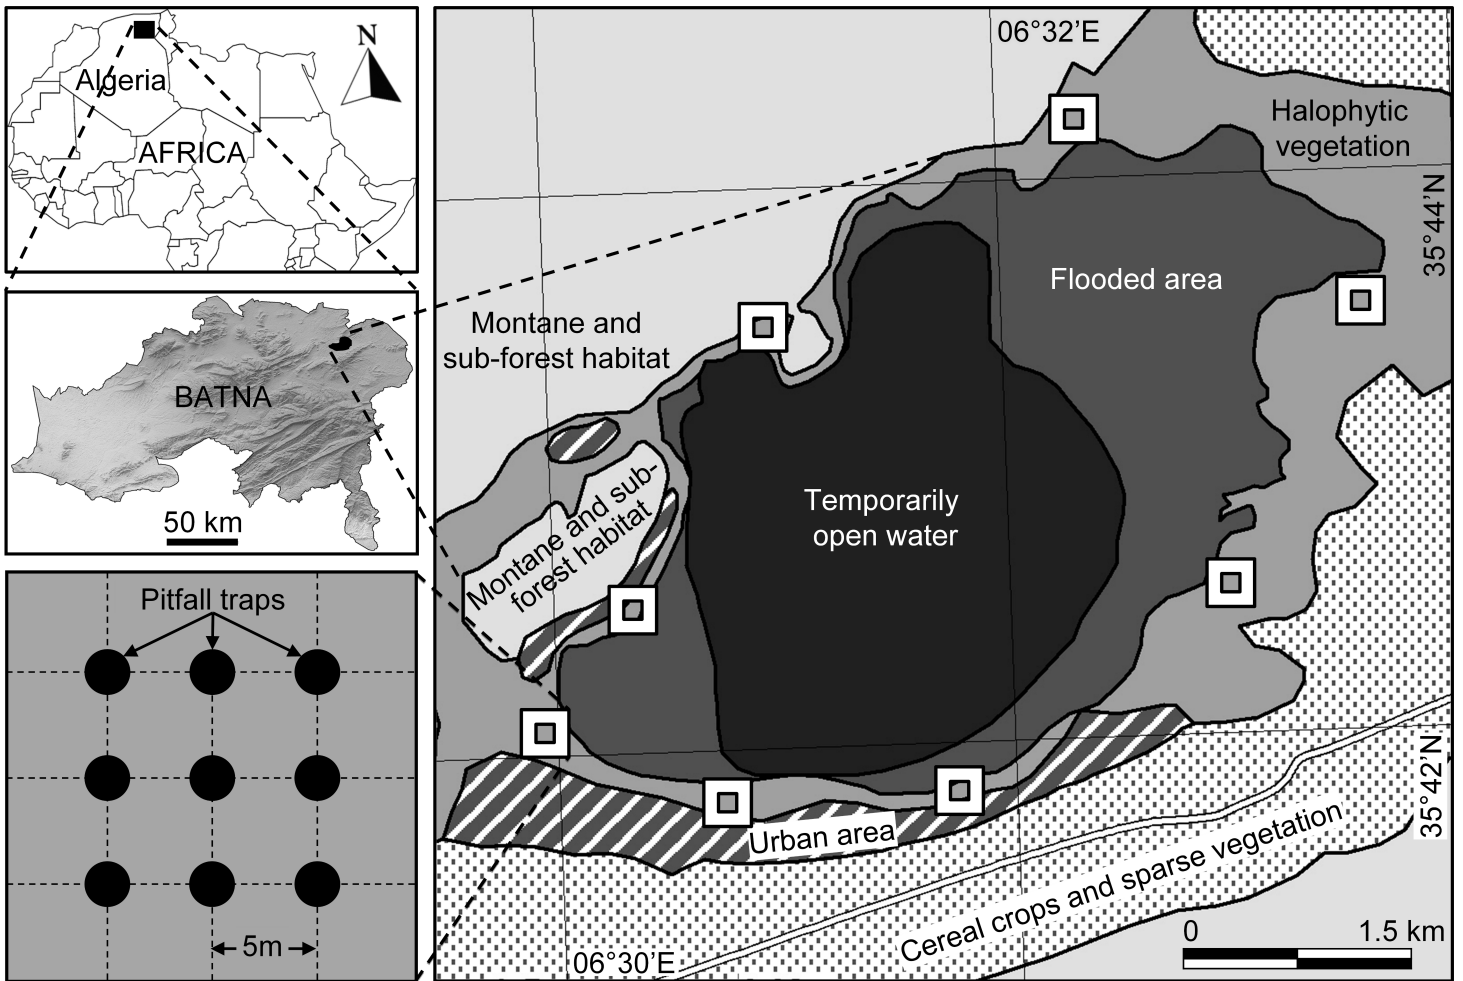 N
Algeria
AFRICA
BATNA
50 km
Pitfall traps
5m
06°32’E
Halophytic
vegetation
35°44’N
Flooded area
Montane and
sub-forest habitat
Temporarily
open water
Montane and sub-
forest habitat
Urban area
35°42’N
Cereal crops and sparse vegetation
06°30’E
0 1.5 km